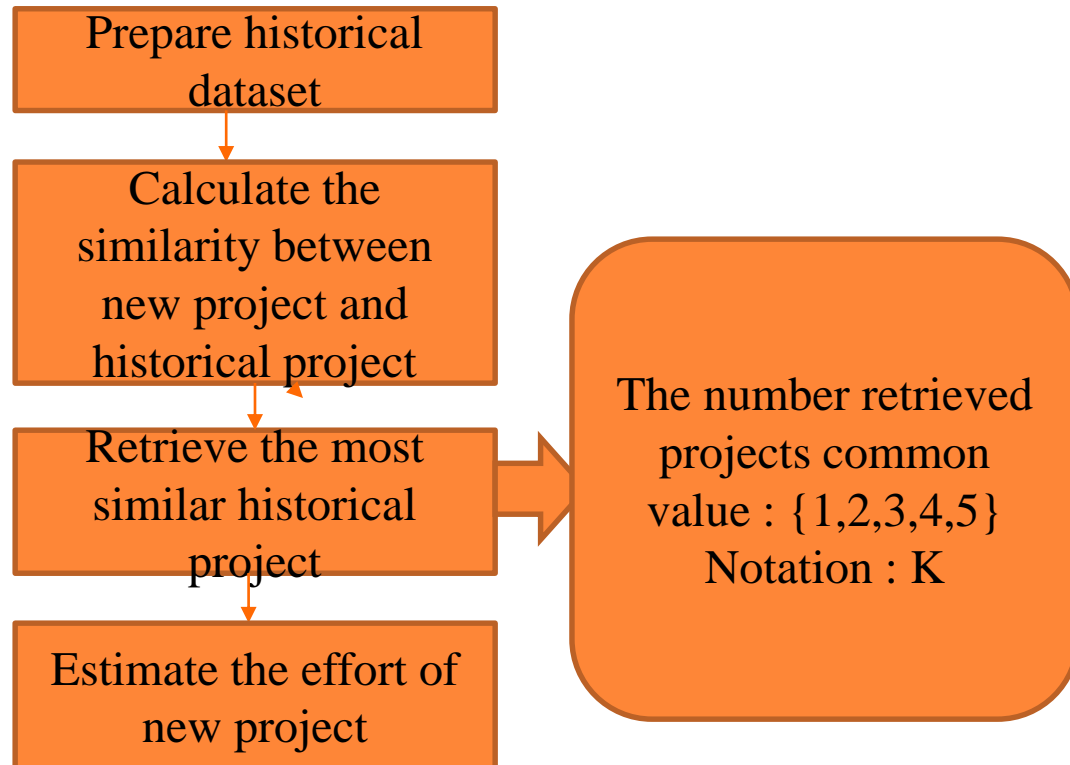 Prepare historical
dataset
Calculate the
similarity between
new project and
historical project
Retrieve the most
similar historical
project
Estimate the effort of
new project
The number retrieved
projects common
value : {1,2,3,4,5}
Notation : K